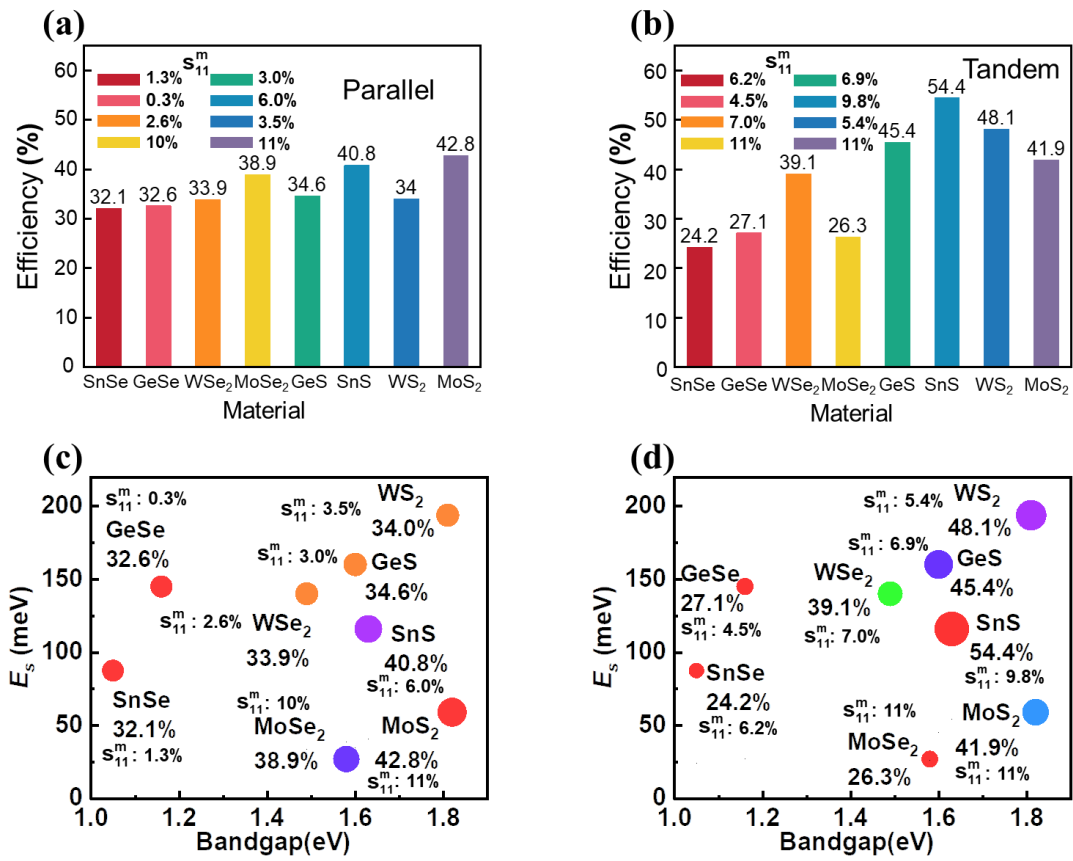 (a)
Efficiency (%)
60
50
40
30
20
10
0
s₁₁ᵐ
1.3%
0.3%
2.6%
10%
3.0%
6.0%
3.5%
11%
Parallel
32.1
32.6
33.9
38.9
34.6
40.8
34
42.8
SnSe
GeSe
WSe₂
MoSe₂
GeS
SnS
WS₂
MoS₂
Material
(b)
Efficiency (%)
60
50
40
30
20
10
0
s₁₁ᵐ
6.2%
4.5%
7.0%
11%
6.9%
9.8%
5.4%
11%
Tandem
24.2
27.1
39.1
26.3
45.4
54.4
48.1
41.9
SnSe
GeSe
WSe₂
MoSe₂
GeS
SnS
WS₂
MoS₂
Material
(c)
Eₛ (meV)
200
150
100
50
0
s₁₁ᵐ: 0.3%
GeSe
32.6%
s₁₁ᵐ: 3.5%
WS₂
34.0%
s₁₁ᵐ: 3.0%
GeS
34.6%
s₁₁ᵐ: 2.6%
WSe₂
33.9%
SnS
40.8%
s₁₁ᵐ: 6.0%
SnSe
32.1%
s₁₁ᵐ: 1.3%
s₁₁ᵐ: 10%
MoSe₂
38.9%
MoS₂
42.8%
s₁₁ᵐ: 11%
1.0
1.2
1.4
1.6
1.8
Bandgap(eV)
(d)
Eₛ (meV)
200
150
100
50
0
s₁₁ᵐ: 5.4%
WS₂
48.1%
s₁₁ᵐ: 6.9%
GeS
45.4%
GeSe
27.1%
s₁₁ᵐ: 4.5%
WSe₂
39.1%
s₁₁ᵐ: 7.0%
SnS
54.4%
s₁₁ᵐ: 9.8%
SnSe
24.2%
s₁₁ᵐ: 6.2%
s₁₁ᵐ: 11%
MoSe₂
26.3%
MoS₂
41.9%
s₁₁ᵐ: 11%
1.0
1.2
1.4
1.6
1.8
Bandgap(eV)